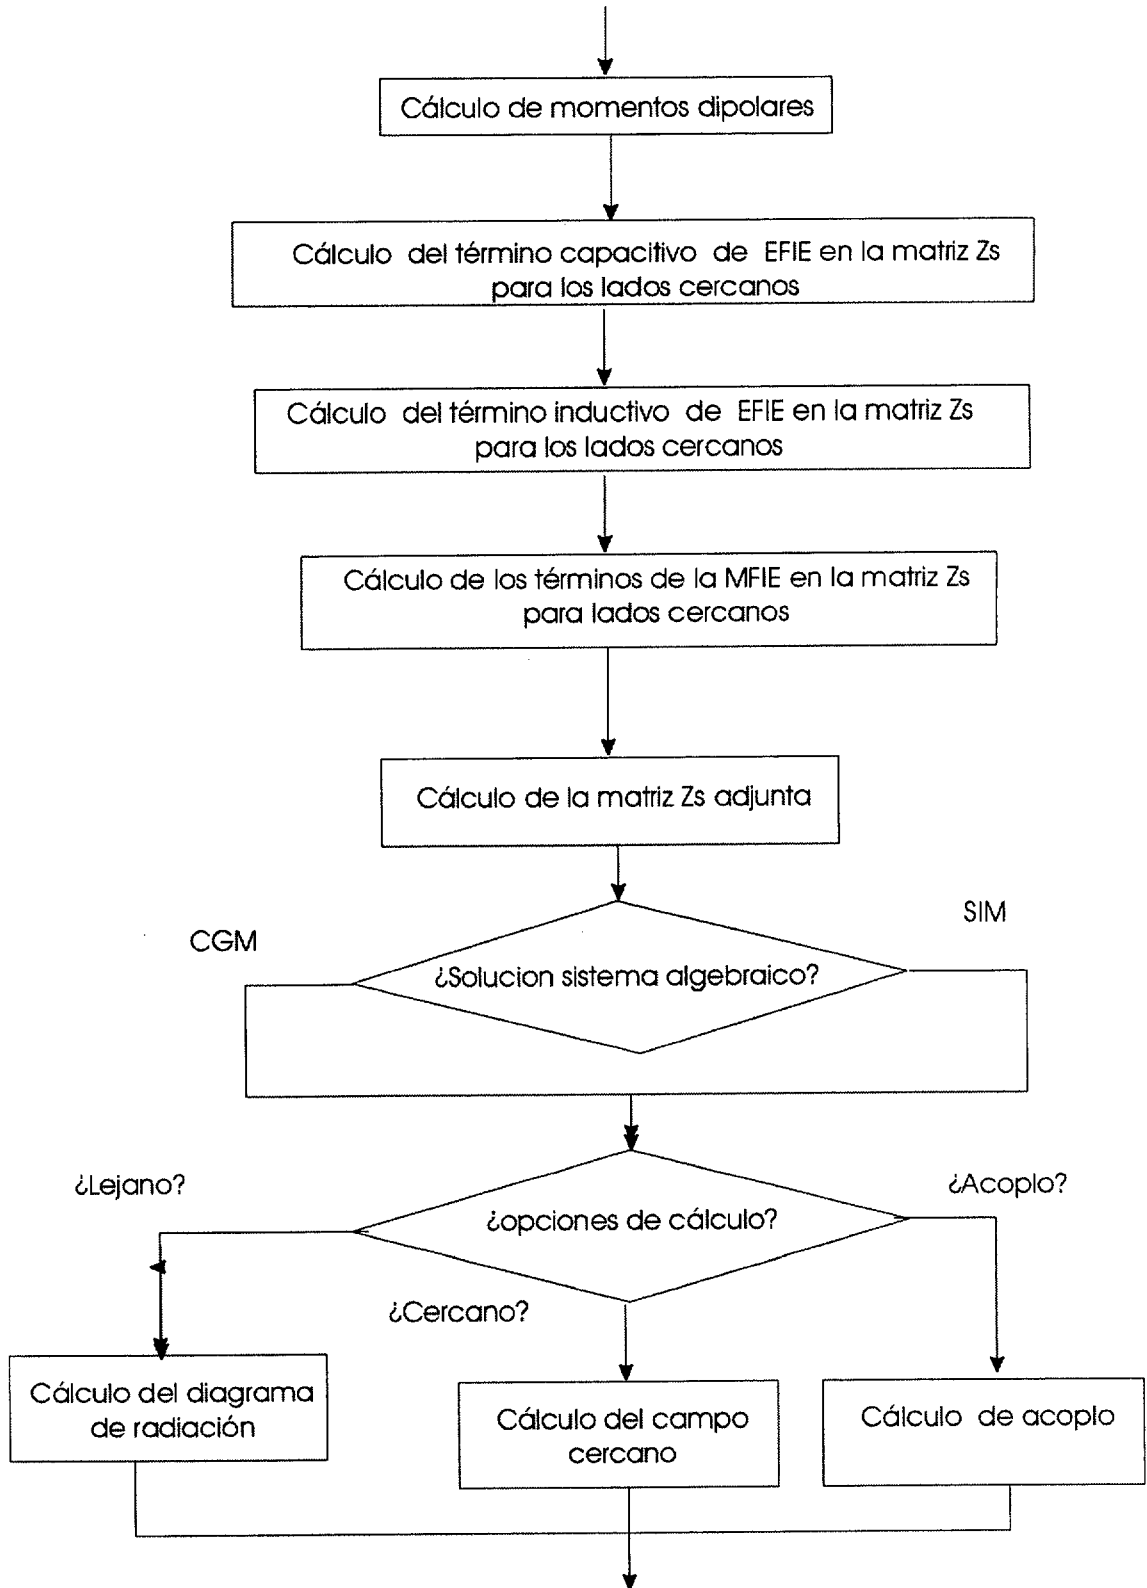 Cálculo de momentos dipolares
Cálculo del término capacitivo de EFIE en la matriz Zs
para los lados cercanos
Cálculo del término inductivo de EFIE en la matriz Zs
para los lados cercanos
Cálculo de los términos de la MFIE en la matriz Zs
para lados cercanos
Cálculo de la matriz Zs adjunta
CGM
SIM
¿Solucion sistema algebraico?
¿Lejano?
¿Acoplo?
¿opciones de cálculo?
¿Cercano?
Cálculo del diagrama
de radiación
Cálculo del campo
cercano
Cálculo de acoplo